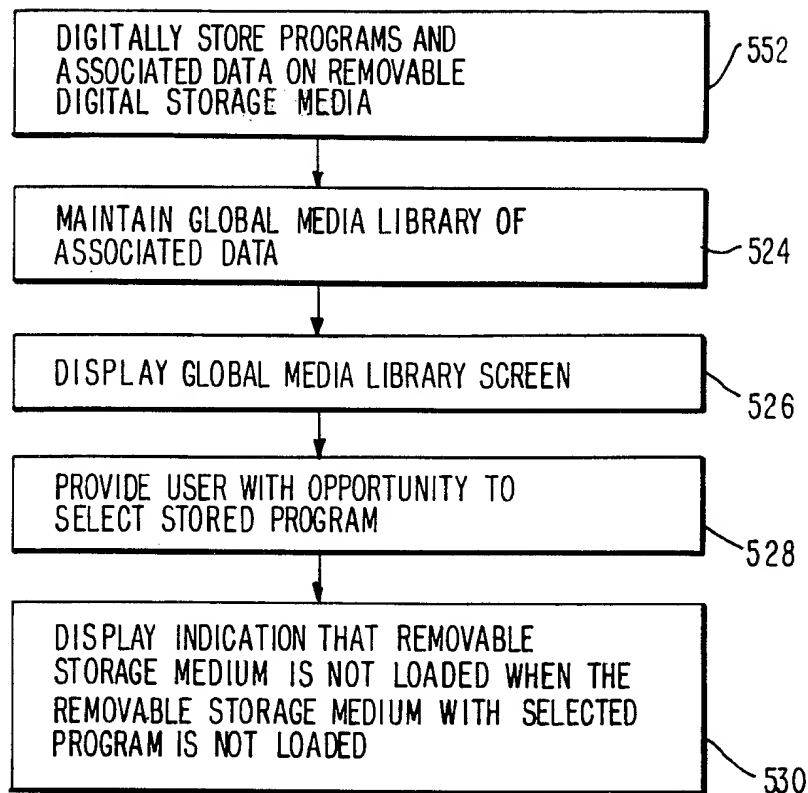 DIGITALLY STORE PROGRAMS AND
ASSOCIATED DATA ON REMOVABLE
DIGITAL STORAGE MEDIA
552
MAINTAIN GLOBAL MEDIA LIBRARY OF
ASSOCIATED DATA
524
DISPLAY GLOBAL MEDIA LIBRARY SCREEN
526
PROVIDE USER WITH OPPORTUNITY TO
SELECT STORED PROGRAM
528
DISPLAY INDICATION THAT REMOVABLE
STORAGE MEDIUM IS NOT LOADED WHEN THE
REMOVABLE STORAGE MEDIUM WITH SELECTED
PROGRAM IS NOT LOADED
530